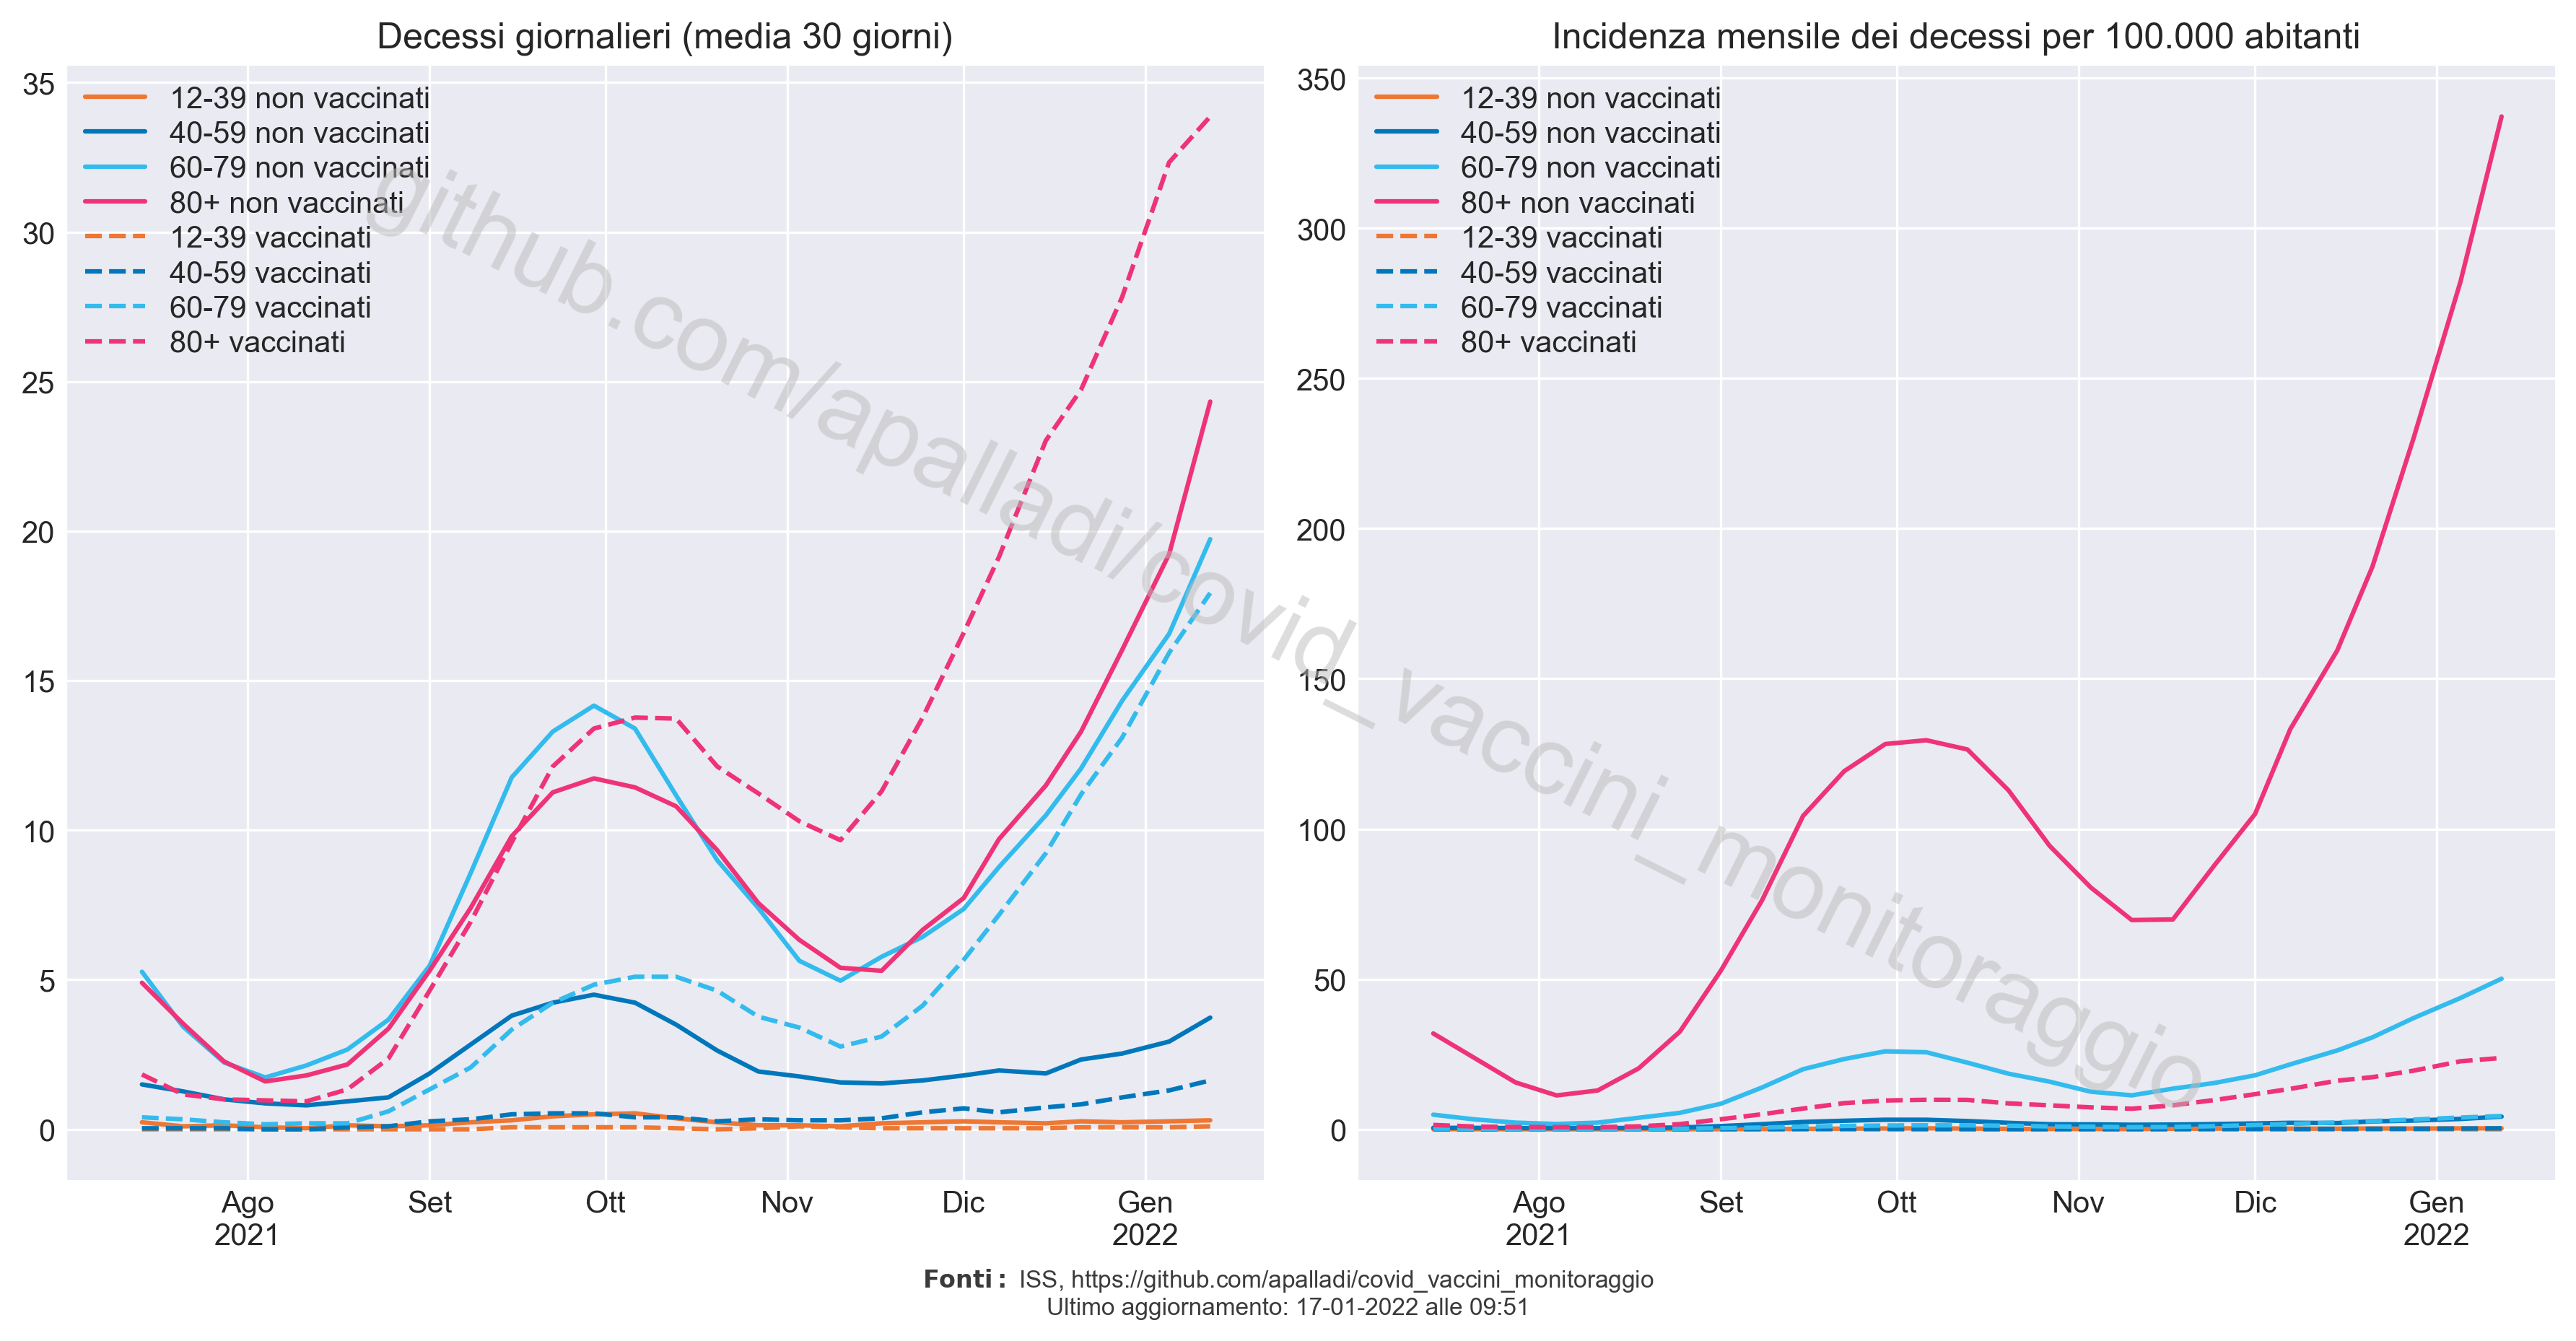 Decessi giornalieri (media 30 giorni)
35
30
25
20
15
10
5
0
12-39 non vaccinati
40-59 non vaccinati
60-79 non vaccinati
80+ non vaccinati
12-39 vaccinati
40-59 vaccinati
60-79 vaccinati
80+ vaccinati
Ago
2021
Set
Ott
Nov
Dic
Gen
2022
Incidenza mensile dei decessi per 100.000 abitanti
350
300
250
200
150
100
50
0
12-39 non vaccinati
40-59 non vaccinati
60-79 non vaccinati
80+ non vaccinati
12-39 vaccinati
40-59 vaccinati
60-79 vaccinati
80+ vaccinati
Ago
2021
Set
Ott
Nov
Dic
Gen
2022
github.com/apalladi/covid_vaccini_monitoraggio
Fonti: ISS, https://github.com/apalladi/covid_vaccini_monitoraggio
Ultimo aggiornamento: 17-01-2022 alle 09:51